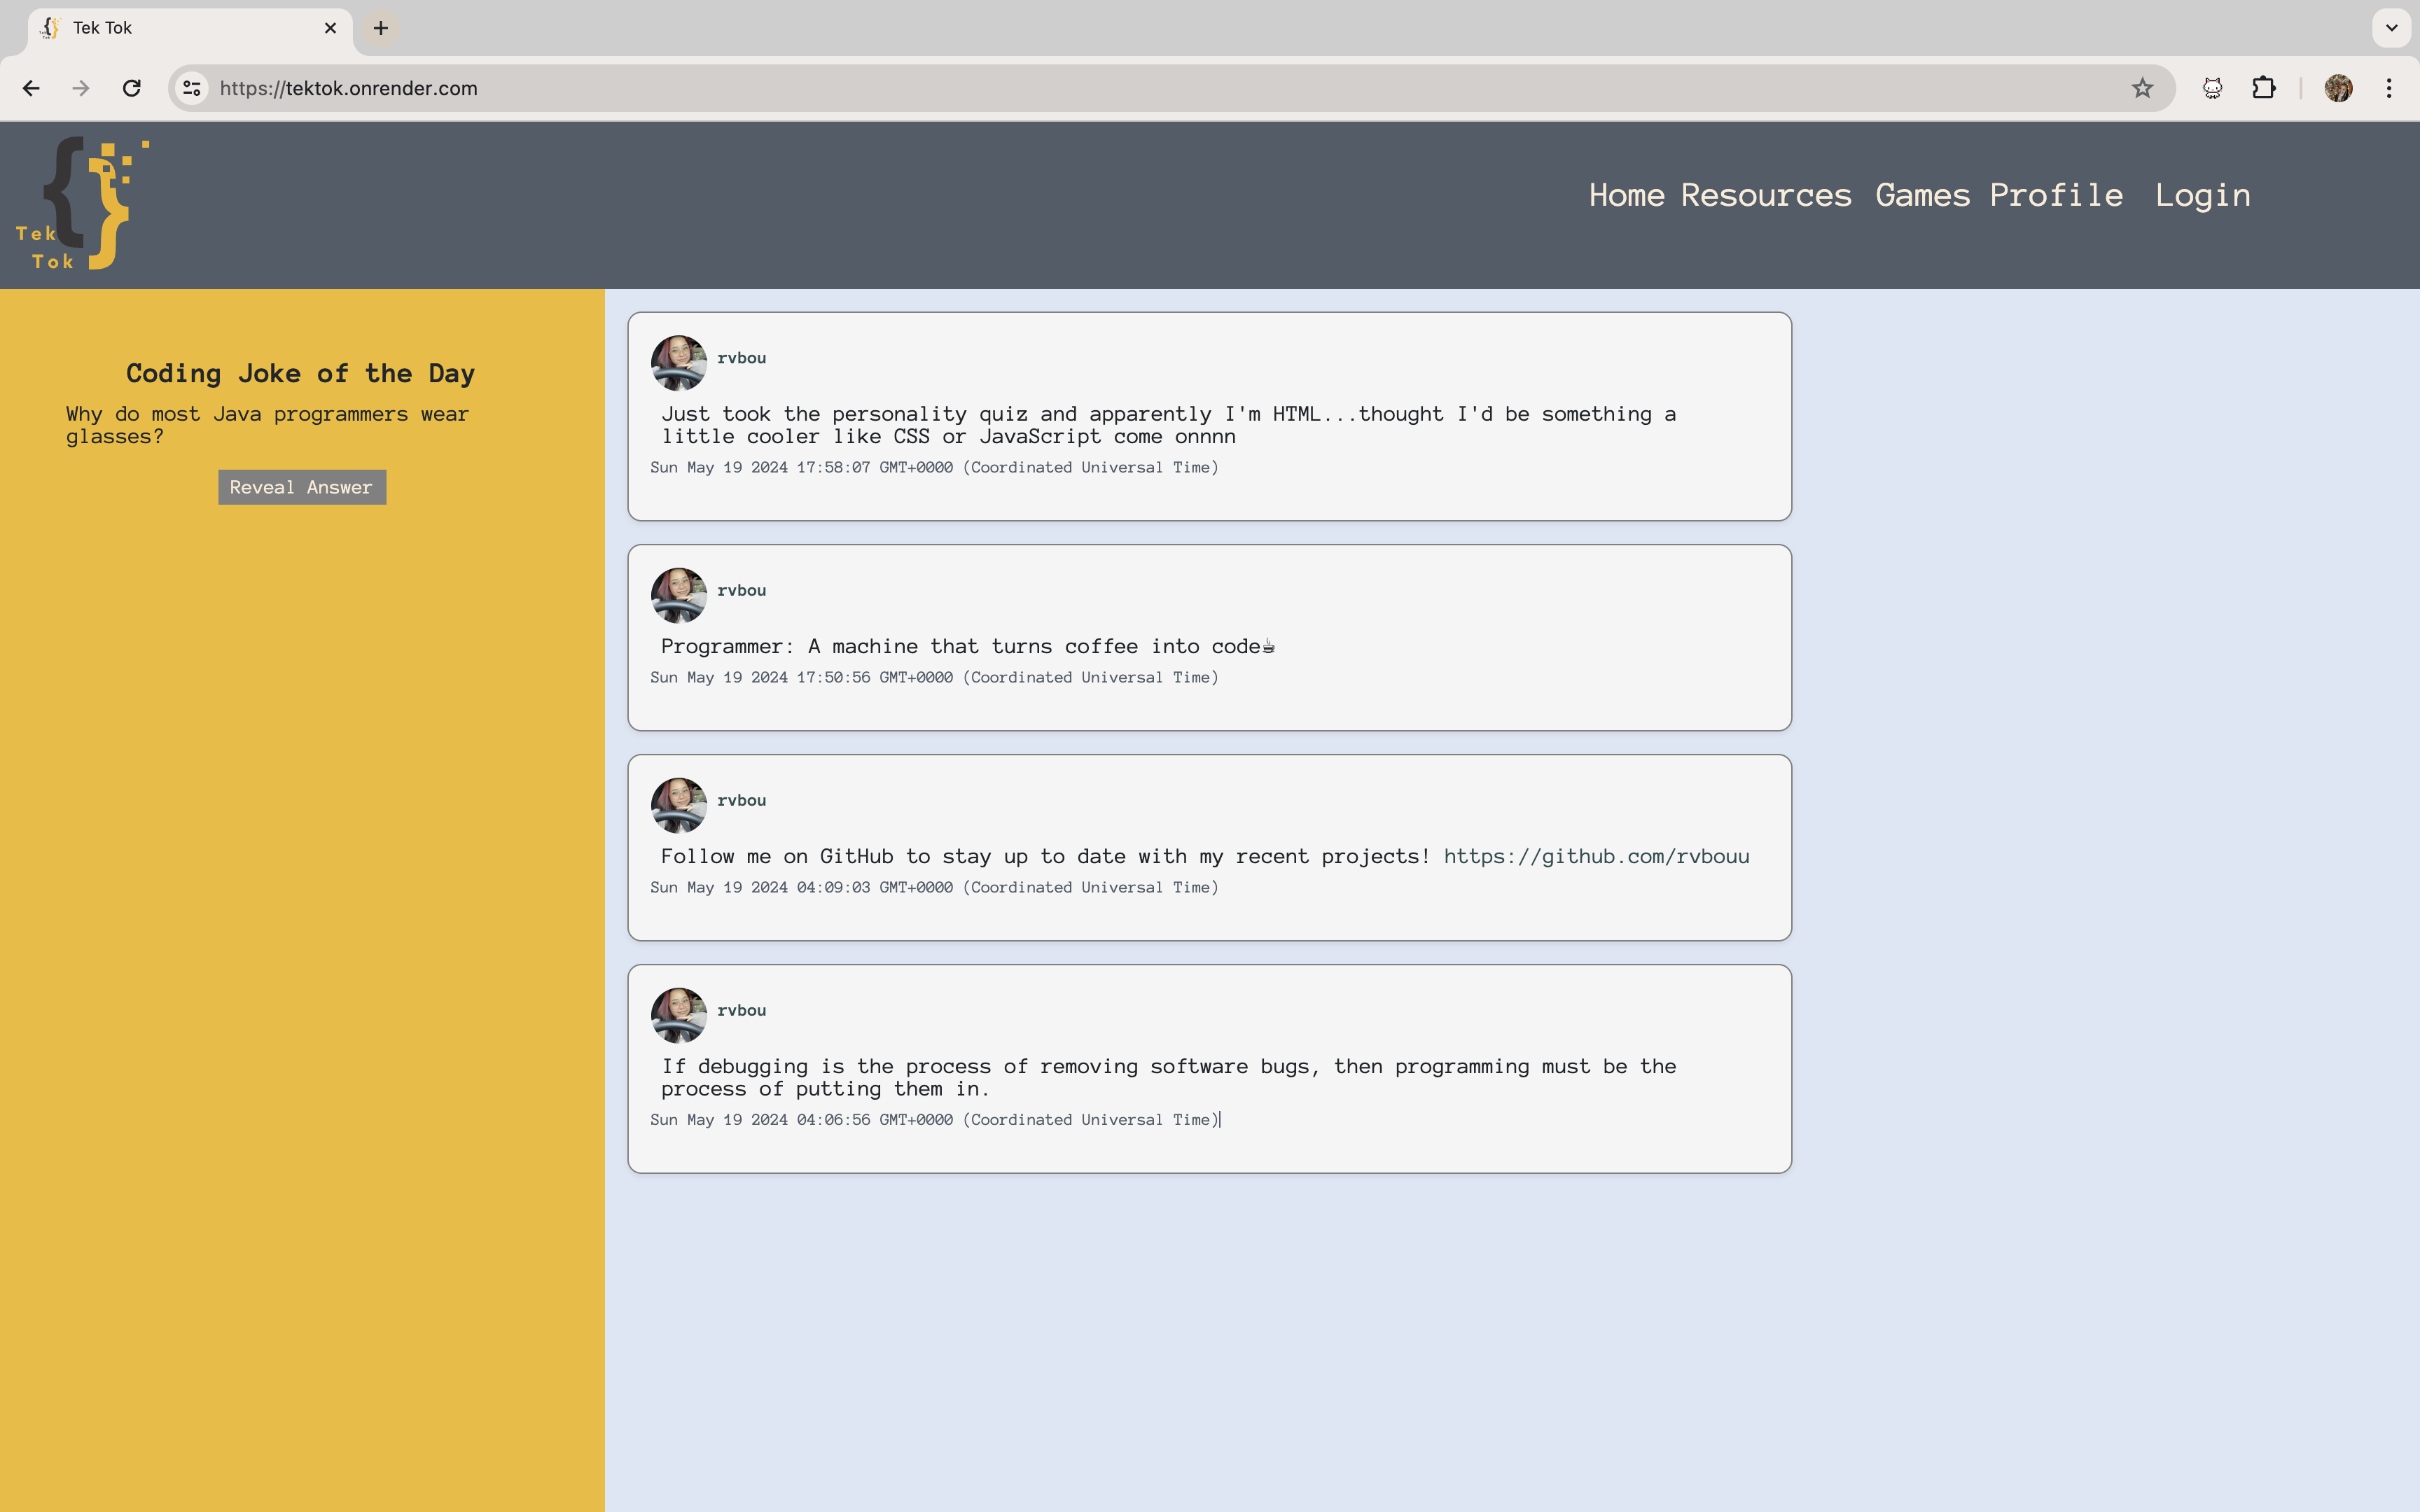 Tek Tok
https://tektok.onrender.com
Tek
Tok
Home Resources Games Profile Login
Coding Joke of the Day
Why do most Java programmers wear
glasses?
Reveal Answer
rvbou
Just took the personality quiz and apparently I'm HTML...thought I'd be something a
little cooler like CSS or JavaScript come onnnn
Sun May 19 2024 17:58:07 GMT+0000 (Coordinated Universal Time)
rvbou
Programmer: A machine that turns coffee into code☕
Sun May 19 2024 17:50:56 GMT+0000 (Coordinated Universal Time)
rvbou
Follow me on GitHub to stay up to date with my recent projects! https://github.com/rvbouu
Sun May 19 2024 04:09:03 GMT+0000 (Coordinated Universal Time)
rvbou
If debugging is the process of removing software bugs, then programming must be the
process of putting them in.
Sun May 19 2024 04:06:56 GMT+0000 (Coordinated Universal Time)